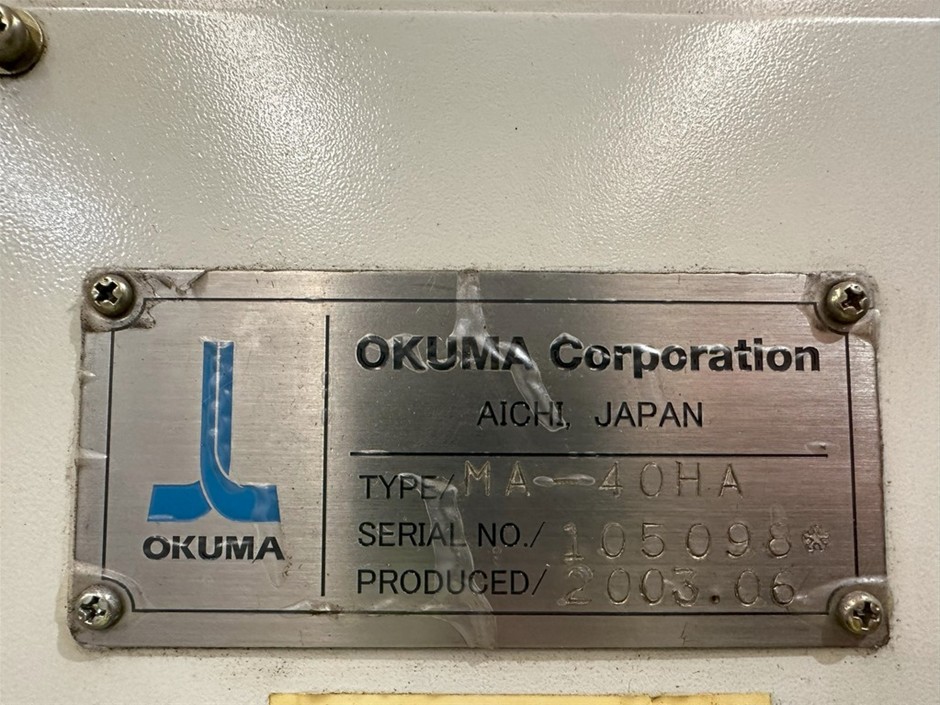 OKUMA
OKUMA Corporation
AICHI, JAPAN
TYPE/ MA-40HA
SERIAL NO./ 105098*
PRODUCED/ 2003.06